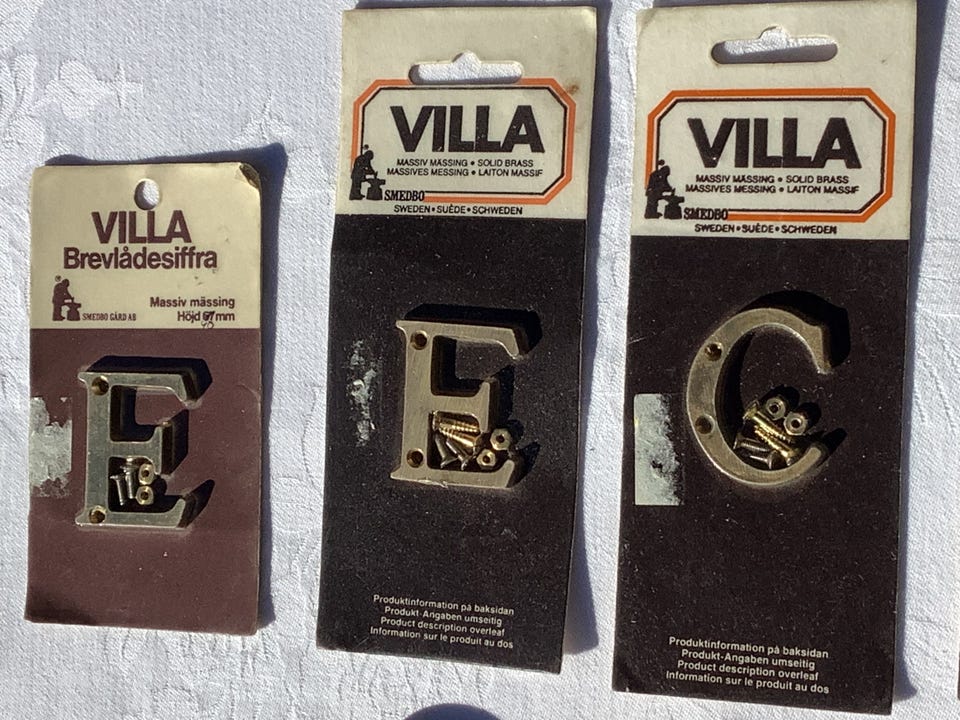 VILLA
Brevlådesiffra
SMEDBO GÅRD AB
Massiv mässing
Höjd mm
E
VILLA
MASSIV MÄSSING • SOLID BRASS
MASSIVES MESSING • LAITON MASSIF
SMEDBO
SWEDEN • SUÈDE • SCHWEDEN
E
Produktinformation på baksidan
Produkt-Angaben umseitig
Product description overleaf
Information sur le produit au dos
VILLA
MASSIV MÄSSING • SOLID BRASS
MASSIVES MESSING • LAITON MASSIF
SMEDBO
SWEDEN • SUÈDE • SCHWEDEN
C
Produktinformation på baksidan
Produkt-Angaben umseitig
Product description overleaf
Information sur le produit au dos